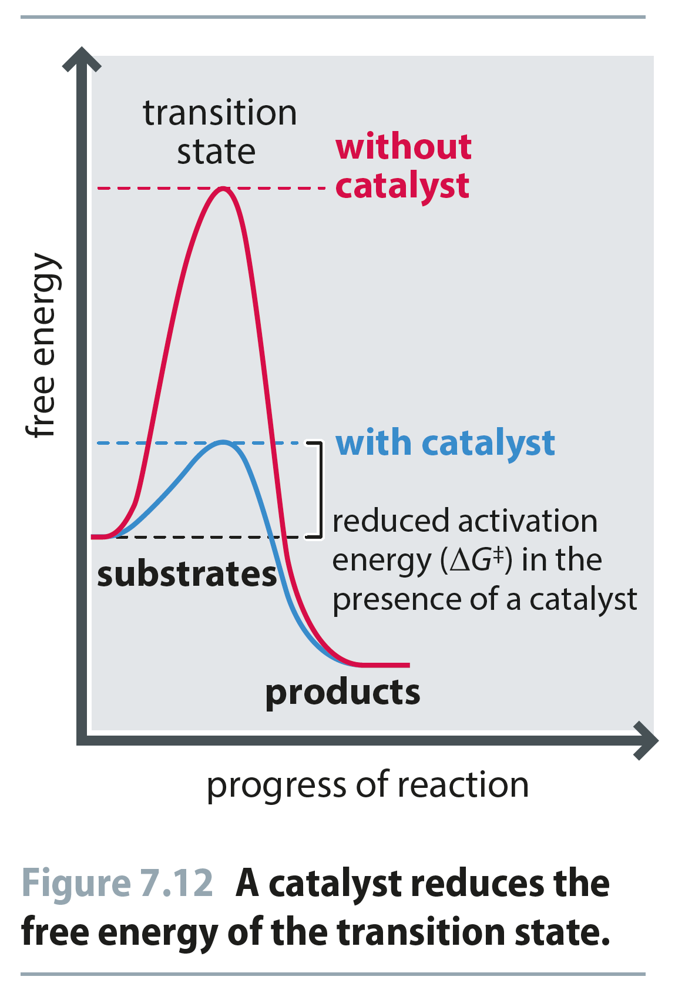 transition
state
without
catalyst
free energy
with catalyst
reduced activation
energy (ΔG‡) in the
presence of a catalyst
substrates
products
progress of reaction
Figure 7.12 A catalyst reduces the
free energy of the transition state.